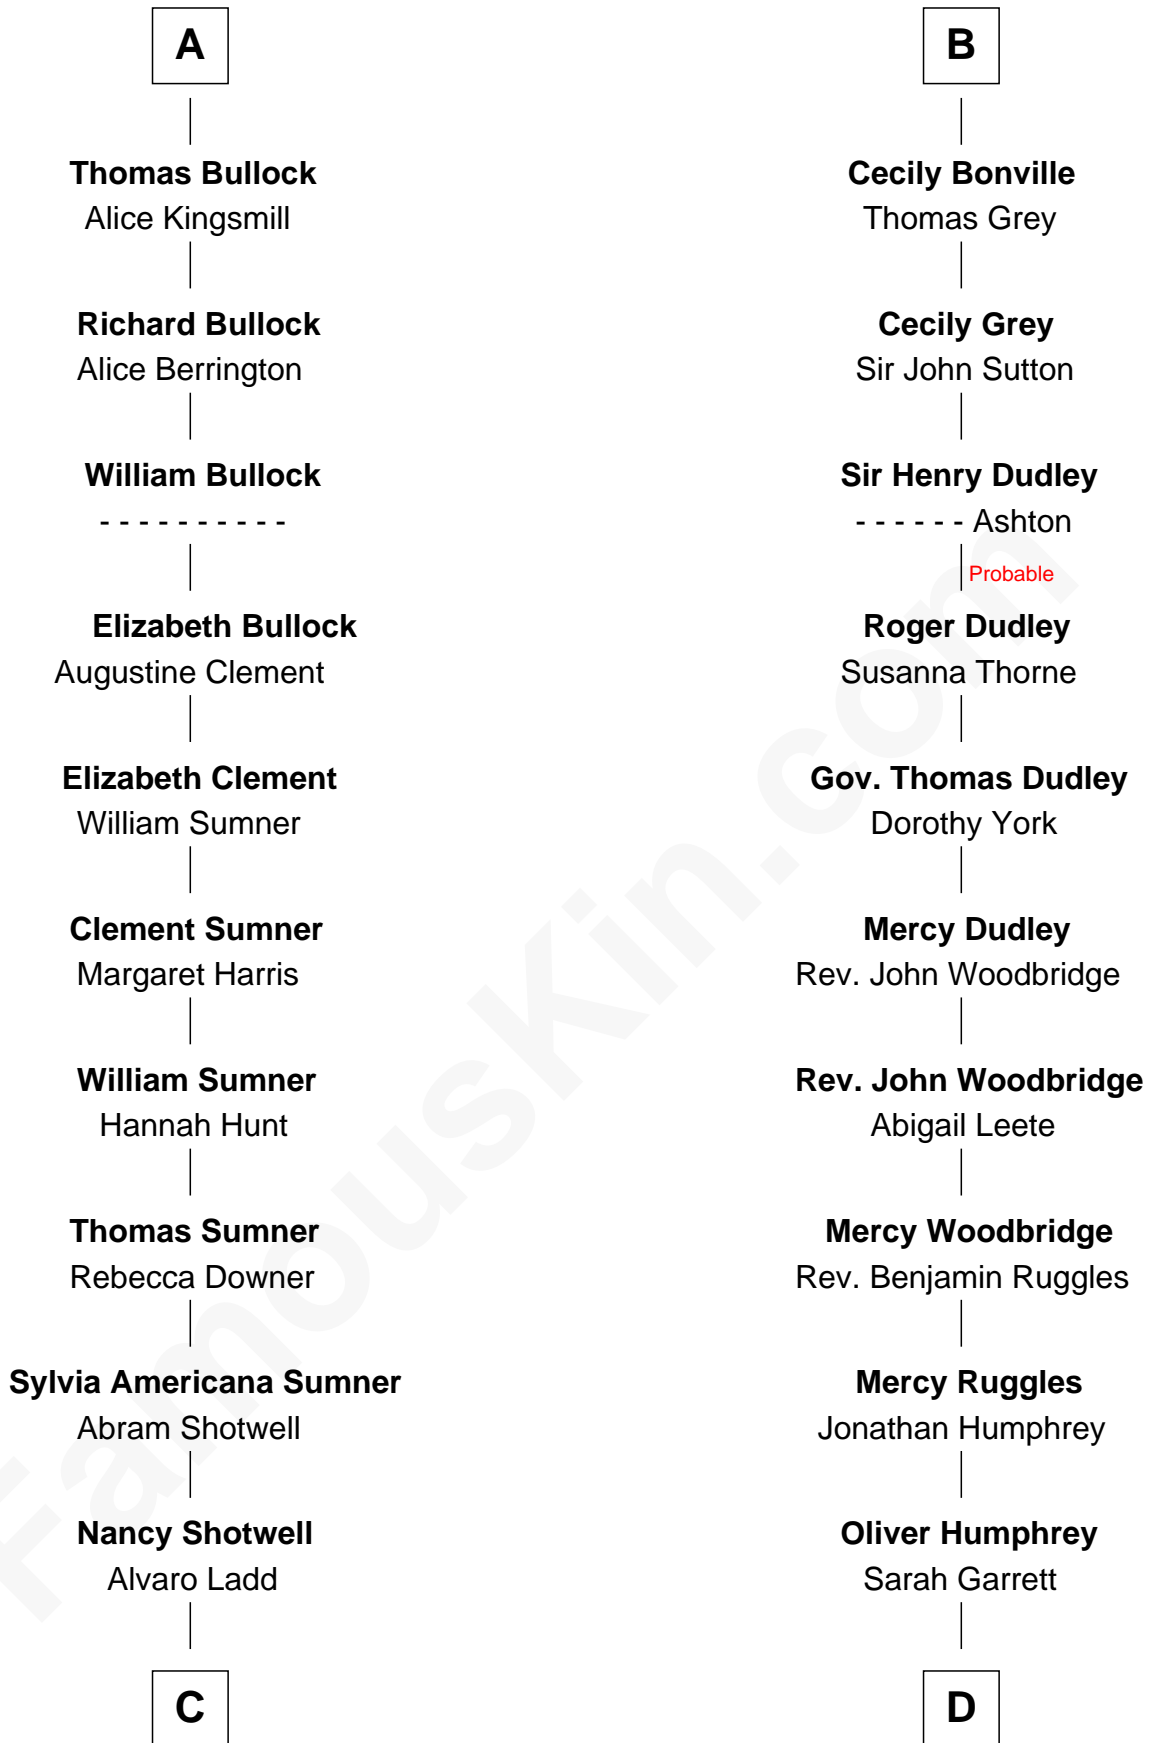 A
Thomas Bullock
Alice Kingsmill
Richard Bullock
Alice Berrington
William Bullock
- - - - - - - - - -
Elizabeth Bullock
Augustine Clement
Elizabeth Clement
William Sumner
Clement Sumner
Margaret Harris
William Sumner
Hannah Hunt
Thomas Sumner
Rebecca Downer
Sylvia Americana Sumner
Abram Shotwell
Nancy Shotwell
Alvaro Ladd
C
B
Cecily Bonville
Thomas Grey
Cecily Grey
Sir John Sutton
Sir Henry Dudley
- - - - - - Ashton
Probable
Roger Dudley
Susanna Thorne
Gov. Thomas Dudley
Dorothy York
Mercy Dudley
Rev. John Woodbridge
Rev. John Woodbridge
Abigail Leete
Mercy Woodbridge
Rev. Benjamin Ruggles
Mercy Ruggles
Jonathan Humphrey
Oliver Humphrey
Sarah Garrett
D
FamousKin.com